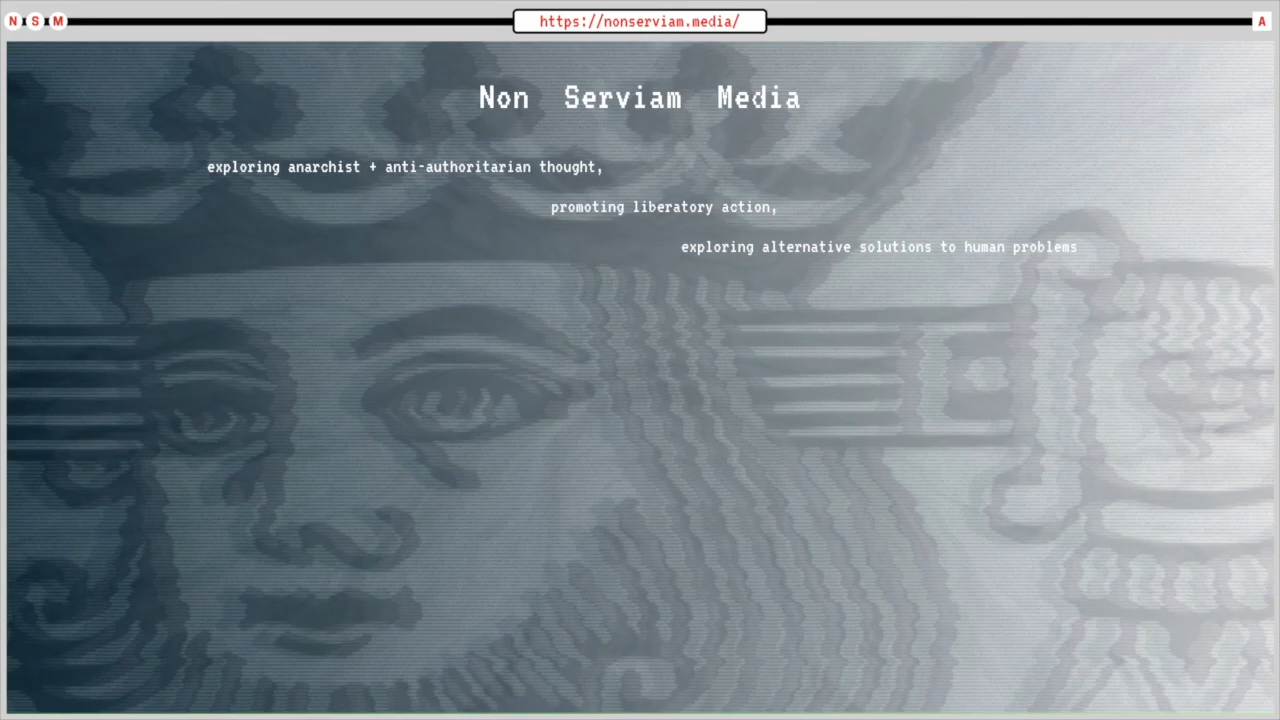 N S M
https://nonserviam.media/
A
Non Serviam Media
exploring anarchist + anti-authoritarian thought,
promoting liberatory action,
exploring alternative solutions to human problems